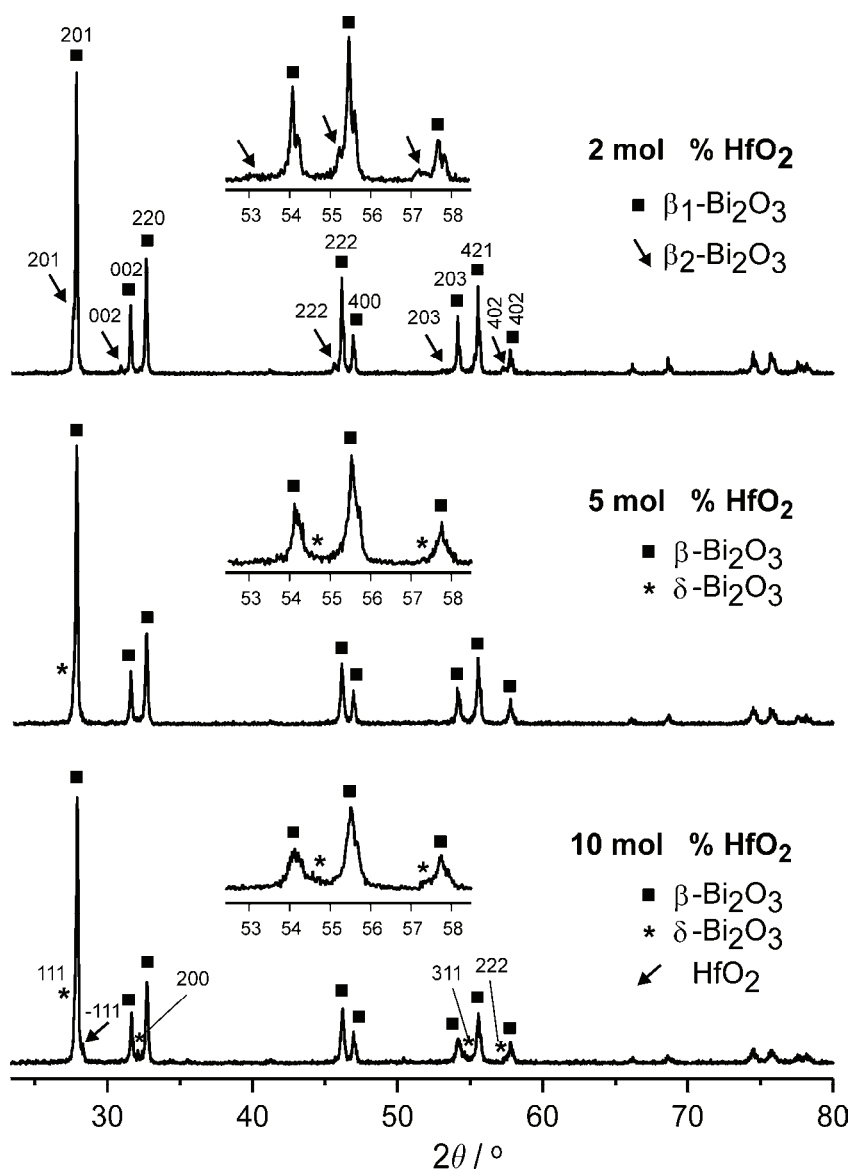 201
2 mol % HfO2
■ β1-Bi2O3
↘ β2-Bi2O3
53 54 55 56 57 58
201
002
002
220
222
222
400
203
203
421
402
402
5 mol % HfO2
■ β-Bi2O3
* δ-Bi2O3
53 54 55 56 57 58
*
10 mol % HfO2
■ β-Bi2O3
* δ-Bi2O3
↙ HfO2
53 54 55 56 57 58
111
-111
200
311
222
30 40 50 60 70 80
2θ / °